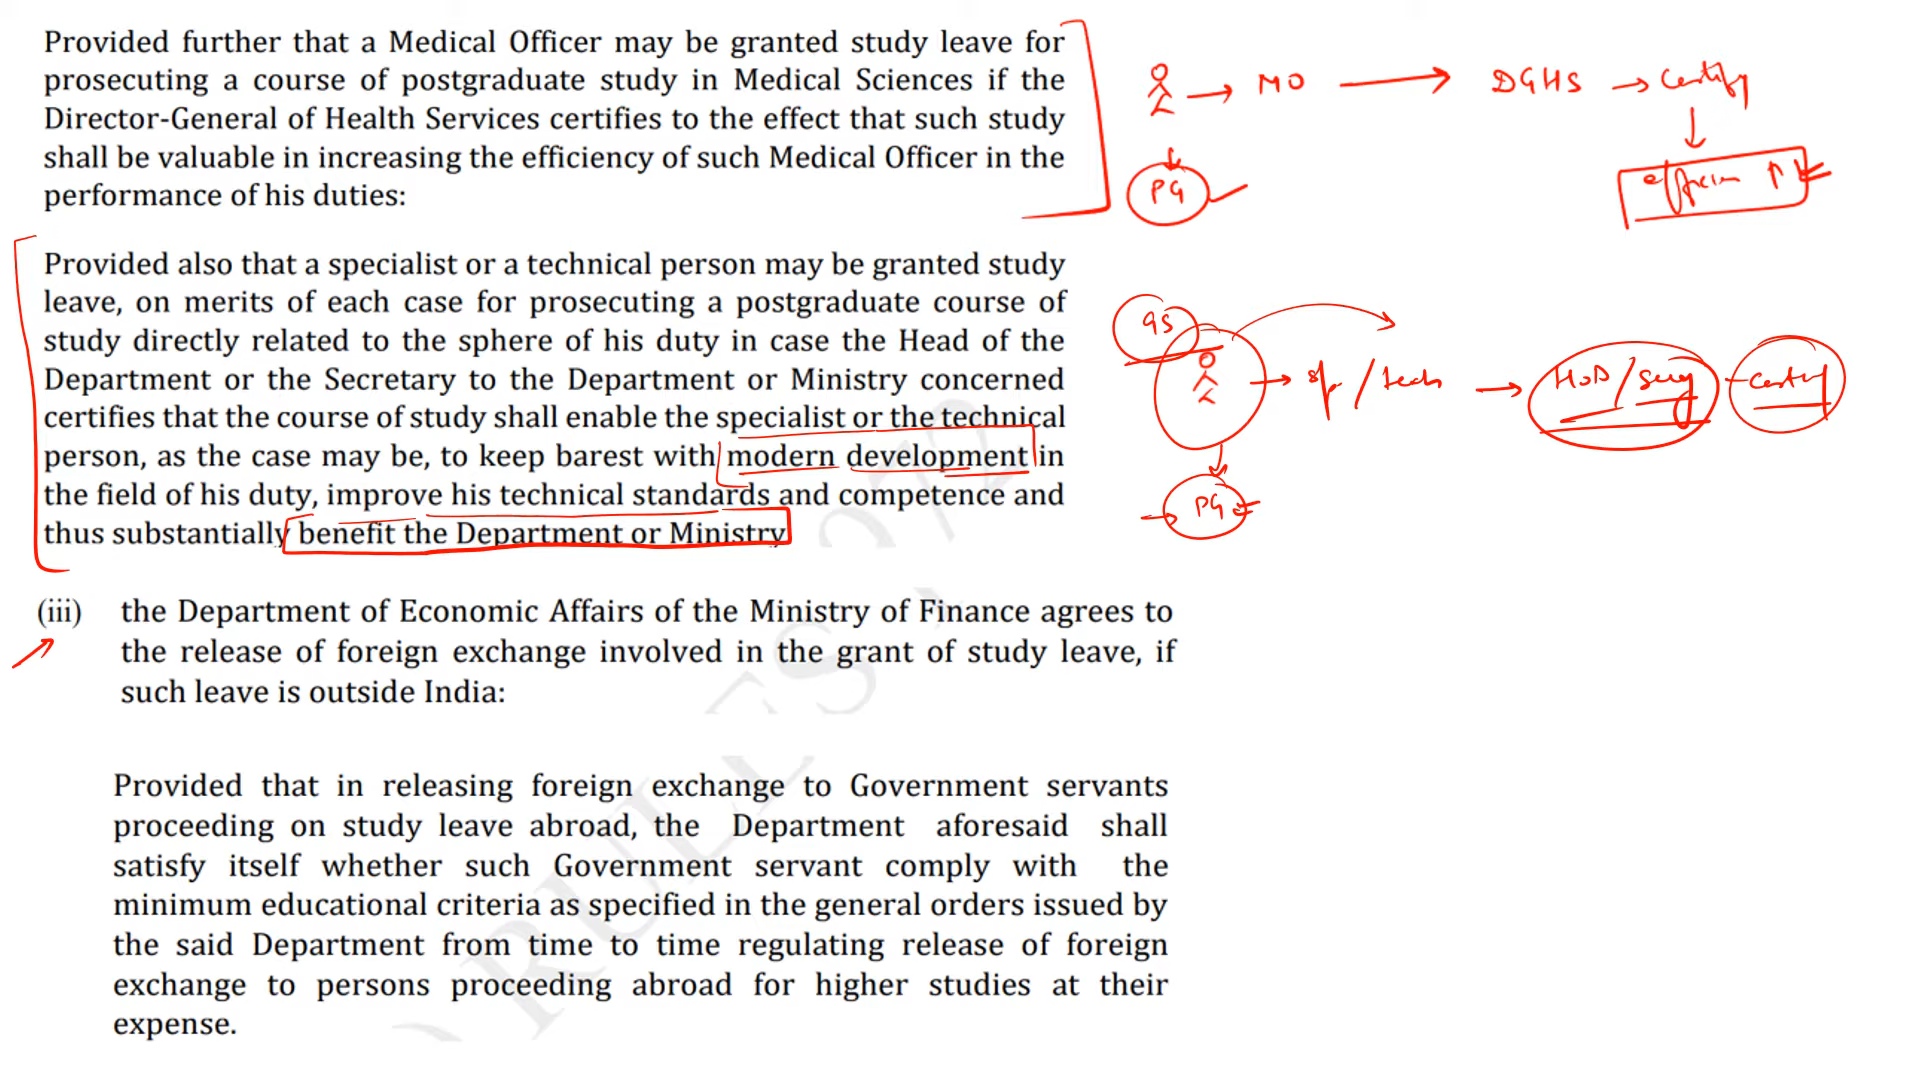 Provided further that a Medical Officer may be granted study leave for
prosecuting a course of postgraduate study in Medical Sciences if the
Director-General of Health Services certifies to the effect that such study
shall be valuable in increasing the efficiency of such Medical Officer in the
performance of his duties:
MO DGHS → Certify
PG
Provided also that a specialist or a technical person may be granted study
leave, on merits of each case for prosecuting a postgraduate course of
study directly related to the sphere of his duty in case the Head of the
Department or the Secretary to the Department or Ministry concerned
certifies that the course of study shall enable the specialist or the technical
person, as the case may be, to keep barest with modern development in
the field of his duty, improve his technical standards and competence and
thus substantially benefit the Department or Ministry
GS
sp / tech → HoD / Secy
PG
(iii) the Department of Economic Affairs of the Ministry of Finance agrees to
the release of foreign exchange involved in the grant of study leave, if
such leave is outside India:
Provided that in releasing foreign exchange to Government servants
proceeding on study leave abroad, the Department aforesaid shall
satisfy itself whether such Government servant comply with the
minimum educational criteria as specified in the general orders issued by
the said Department from time to time regulating release of foreign
exchange to persons proceeding abroad for higher studies at their
expense.